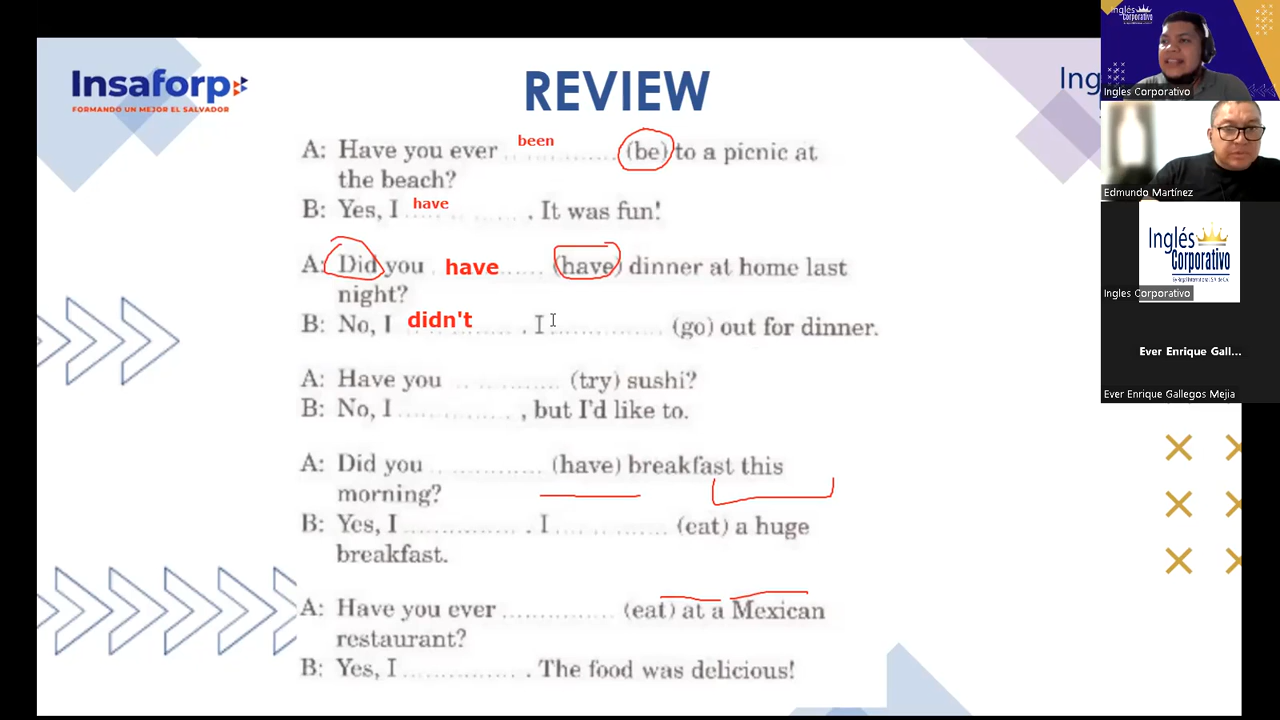 Insaforp
FORMANDO UN MEJOR EL SALVADOR
REVIEW
Ing
A: Have you ever been (be) to a picnic at
the beach?
B: Yes, I have . It was fun!
A: Did you have (have) dinner at home last
night?
B: No, I didn't . I (go) out for dinner.
A: Have you (try) sushi?
B: No, I , but I'd like to.
A: Did you (have) breakfast this
morning?
B: Yes, I . I (eat) a huge
breakfast.
A: Have you ever (eat) at a Mexican
restaurant?
B: Yes, I . The food was delicious!
Inglés
Corporativo
Ingles Corporativo
Edmundo Martínez
Inglés
Corporativo
Ingles Corporativo
Ever Enrique Gall...
Ever Enrique Gallegos Mejia